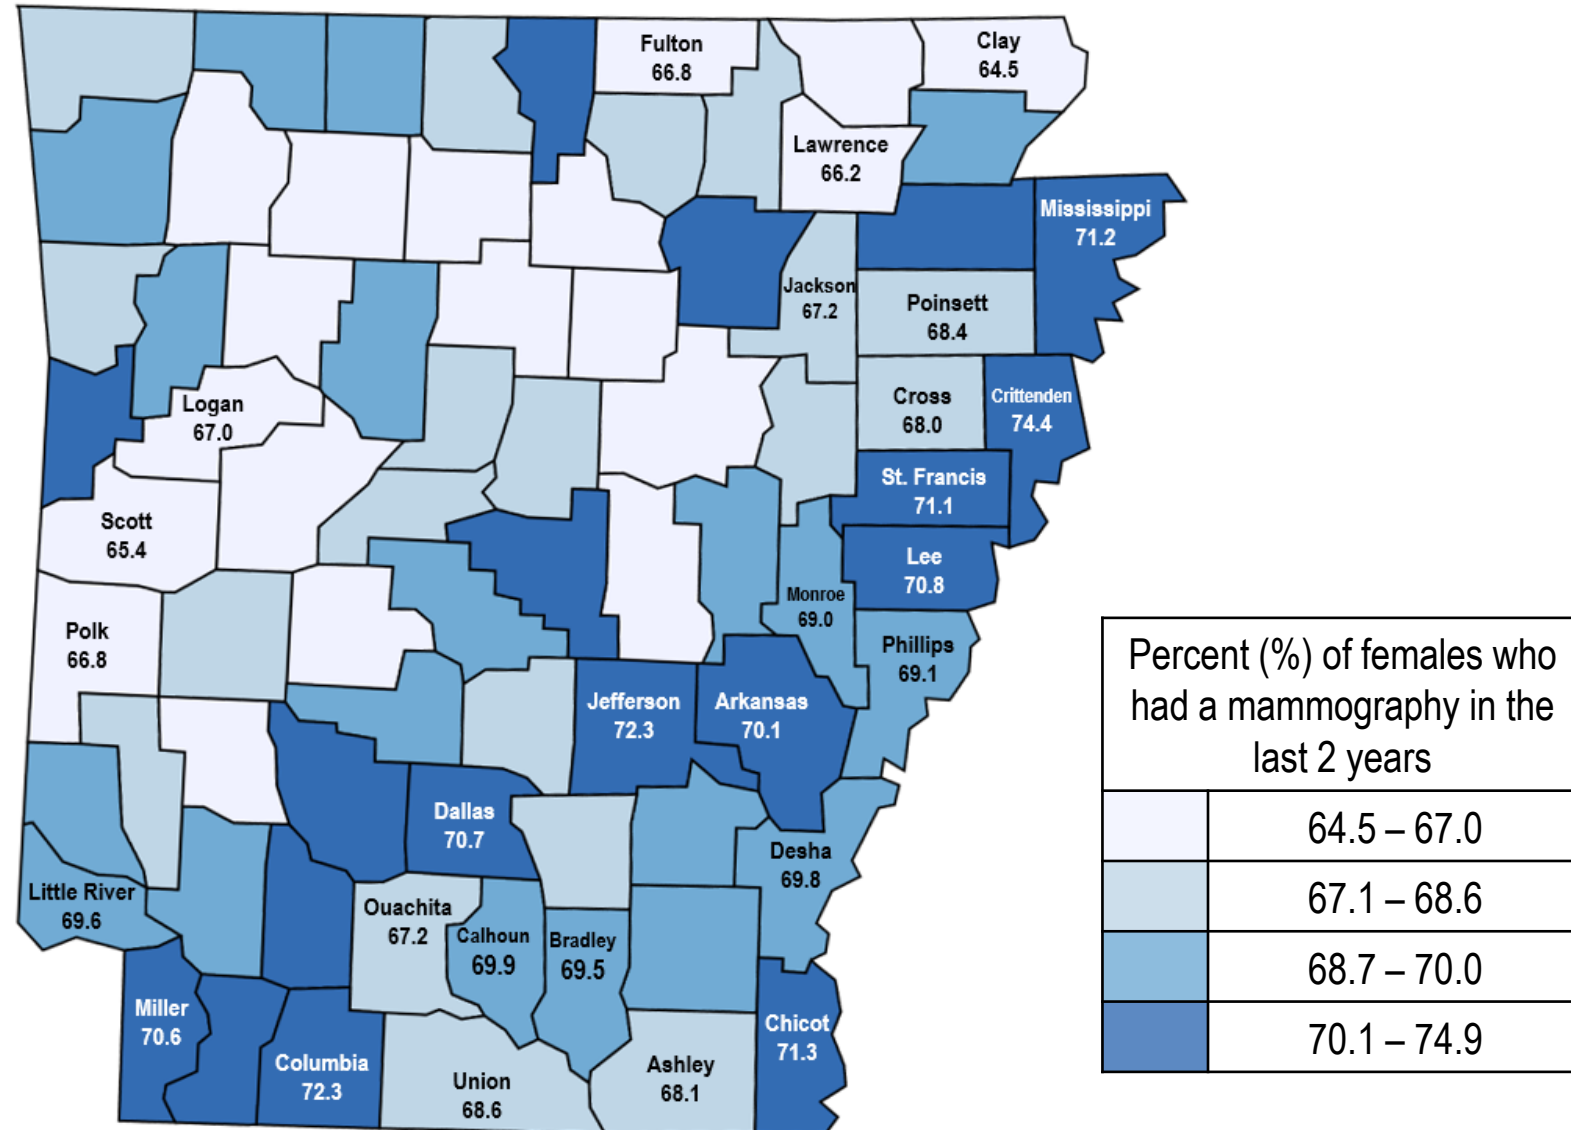 Fulton
66.8
Clay
64.5
Lawrence
66.2
Mississippi
71.2
Jackson
67.2
Poinsett
68.4
Logan
67.0
Cross
68.0
Crittenden
74.4
St. Francis
71.1
Scott
65.4
Lee
70.8
Monroe
69.0
Polk
66.8
Phillips
69.1
Jefferson
72.3
Arkansas
70.1
Dallas
70.7
Desha
69.8
Little River
69.6
Ouachita
67.2
Calhoun
69.9
Bradley
69.5
Miller
70.6
Columbia
72.3
Union
68.6
Ashley
68.1
Chicot
71.3
Percent (%) of females who
had a mammography in the
last 2 years
64.5 – 67.0
67.1 – 68.6
68.7 – 70.0
70.1 – 74.9